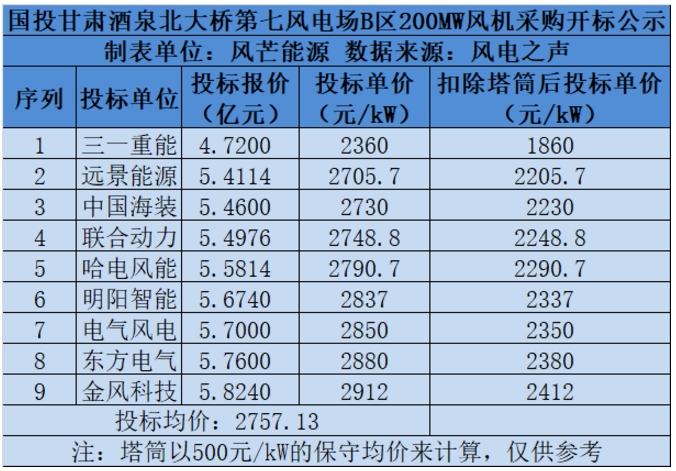 国投甘肃酒泉北大桥第七风电场B区200MW风机采购开标公示
制表单位：风芒能源 数据来源：风电之声
序列 投标单位 投标报价（亿元） 投标单价（元/kW） 扣除塔筒后投标单价（元/kW）
1 三一重能 4.7200 2360 1860
2 远景能源 5.4114 2705.7 2205.7
3 中国海装 5.4600 2730 2230
4 联合动力 5.4976 2748.8 2248.8
5 哈电风能 5.5814 2790.7 2290.7
6 明阳智能 5.6740 2837 2337
7 电气风电 5.7000 2850 2350
8 东方电气 5.7600 2880 2380
9 金风科技 5.8240 2912 2412
投标均价：2757.13
注：塔筒以500元/kW的保守均价来计算，仅供参考